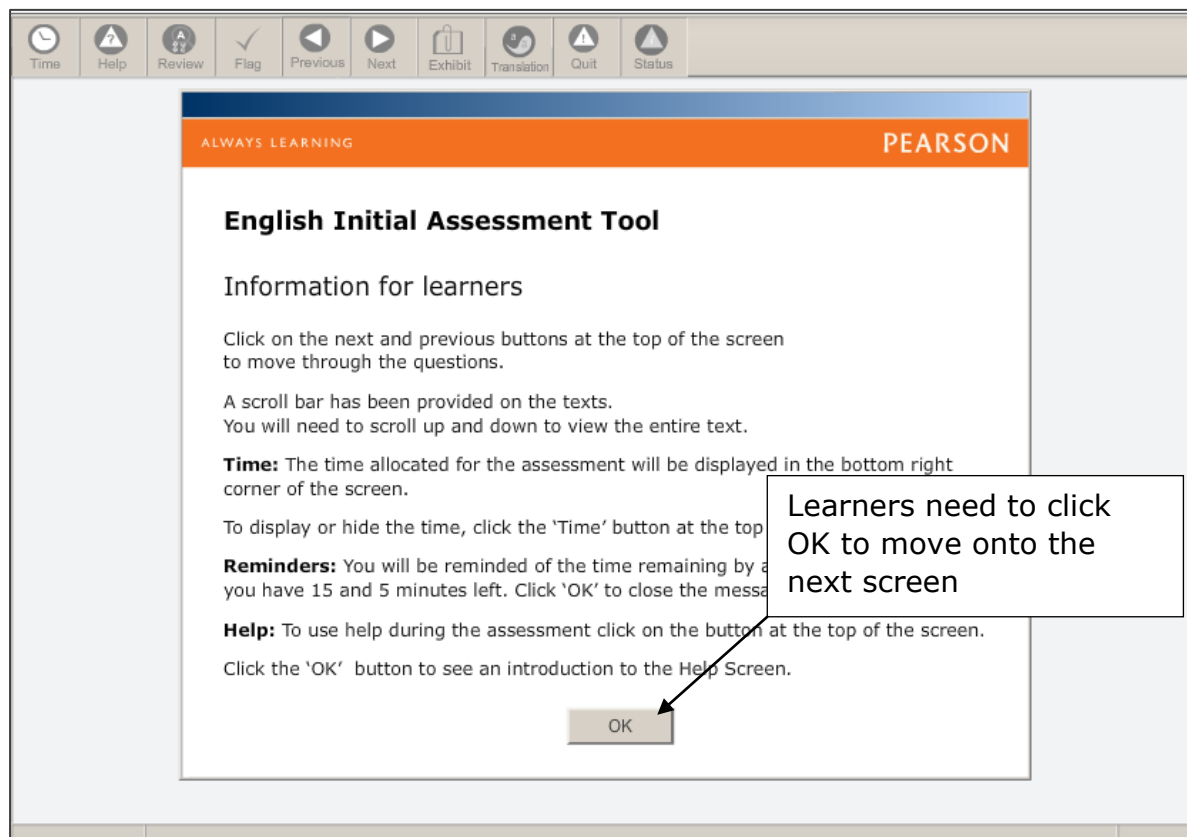 Time Help Review Flag Previous Next Exhibit Translation Quit Status
ALWAYS LEARNING PEARSON
English Initial Assessment Tool
Information for learners
Click on the next and previous buttons at the top of the screen
to move through the questions.
A scroll bar has been provided on the texts.
You will need to scroll up and down to view the entire text.
Time: The time allocated for the assessment will be displayed in the bottom right
corner of the screen.
To display or hide the time, click the ‘Time’ button at the top
Reminders: You will be reminded of the time remaining by a
you have 15 and 5 minutes left. Click ‘OK’ to close the messa
Help: To use help during the assessment click on the button at the top of the screen.
Click the ‘OK’ button to see an introduction to the Help Screen.
OK
Learners need to click
OK to move onto the
next screen